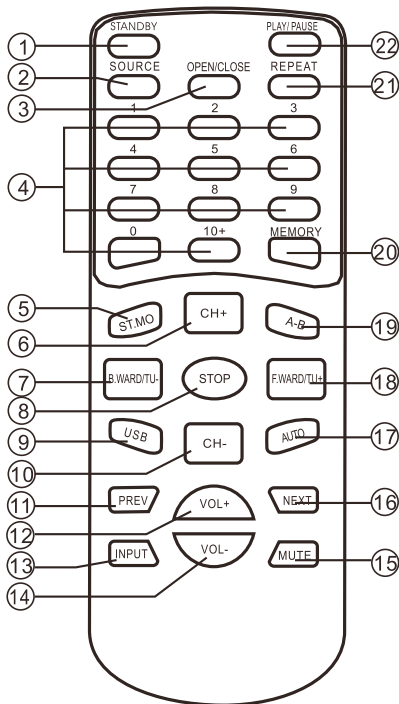 STANDBY PLAY/ PAUSE
1 22
SOURCE OPEN/CLOSE REPEAT
2 21
3
1 2 3
4 5 6
4
7 8 9
0 10+ MEMORY
20
5 ST.MO CH+ A-B 19
6
7 B.WARD/TU- STOP F.WARD/TU+ 18
8
9 USB CH- AUTO 17
10
11 PREV VOL+ NEXT 16
12
13 INPUT VOL- MUTE 15
14